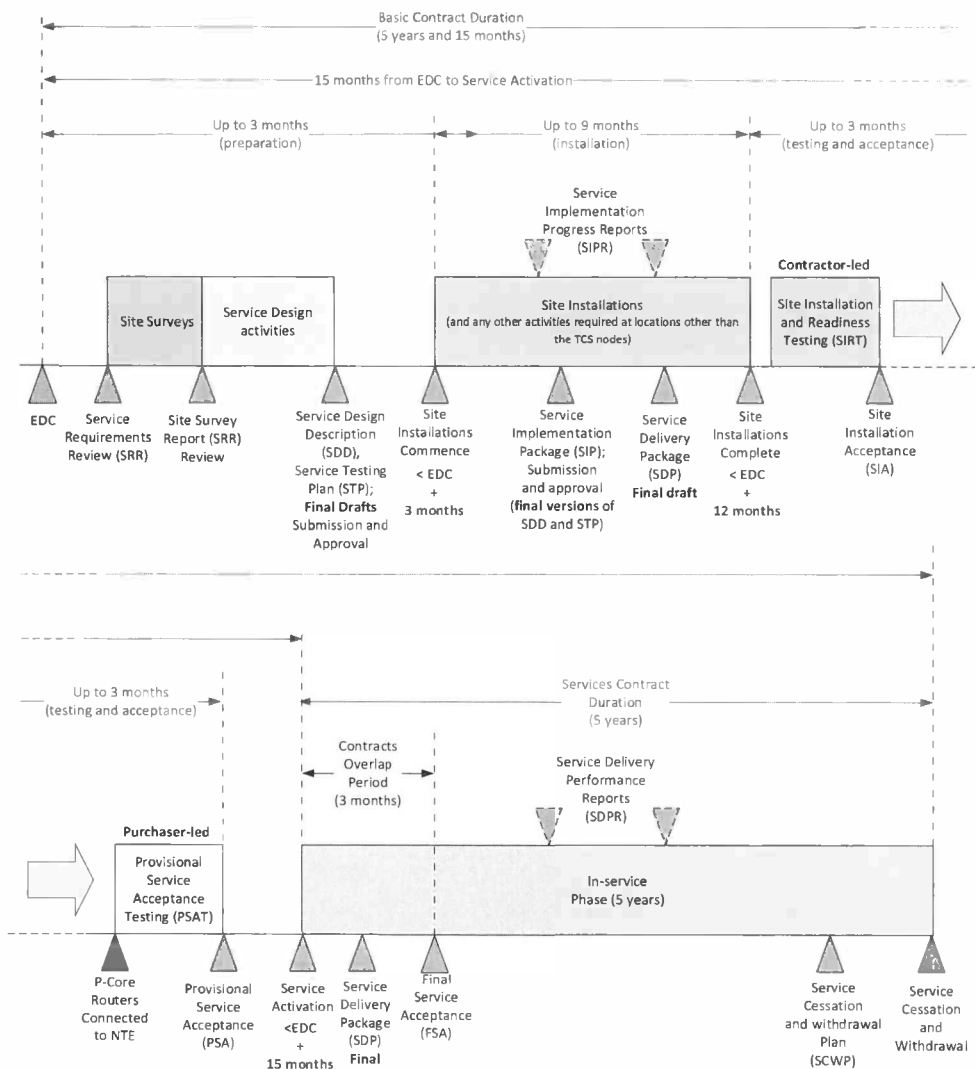 Basic Contract Duration
(5 years and 15 months)
15 months from EDC to Service Activation
Up to 3 months
(preparation)
Up to 9 months
(installation)
Up to 3 months
(testing and acceptance)
Service
Implementation
Progress Reports
(SIPR)
Contractor-led
Site Surveys
Service Design
activities
Site Installations
(and any other activities required at locations other than
the TCS nodes)
Site Installation
and Readiness
Testing (SIRT)
EDC
Service
Requirements
Review (SRR)
Site Survey
Report (SRR)
Review
Service Design
Description
(SDD),
Service Testing
Plan (STP);
Final Drafts
Submission and
Approval
Site
Installations
Commence
< EDC
+
3 months
Service
Implementation
Package (SIP);
Submission
and approval
(final versions of
SDD and STP)
Service
Delivery
Package
(SDP)
Final draft
Site
Installations
Complete
< EDC
+
12 months
Site
Installation
Acceptance
(SIA)
Up to 3 months
(testing and acceptance)
Services Contract
Duration
(5 years)
Contracts
Overlap
Period
(3 months)
Service Delivery
Performance
Reports
(SDPR)
Purchaser-led
Provisional
Service
Acceptance
Testing (PSAT)
In-service
Phase (5 years)
P-Core
Routers
Connected
to NTE
Provisional
Service
Acceptance
(PSA)
Service
Activation
<EDC
+
15 months
Service
Delivery
Package
(SDP)
Final
Final
Service
Acceptance
(FSA)
Service
Cessation
and withdrawal
Plan
(SCWP)
Service
Cessation
and
Withdrawal